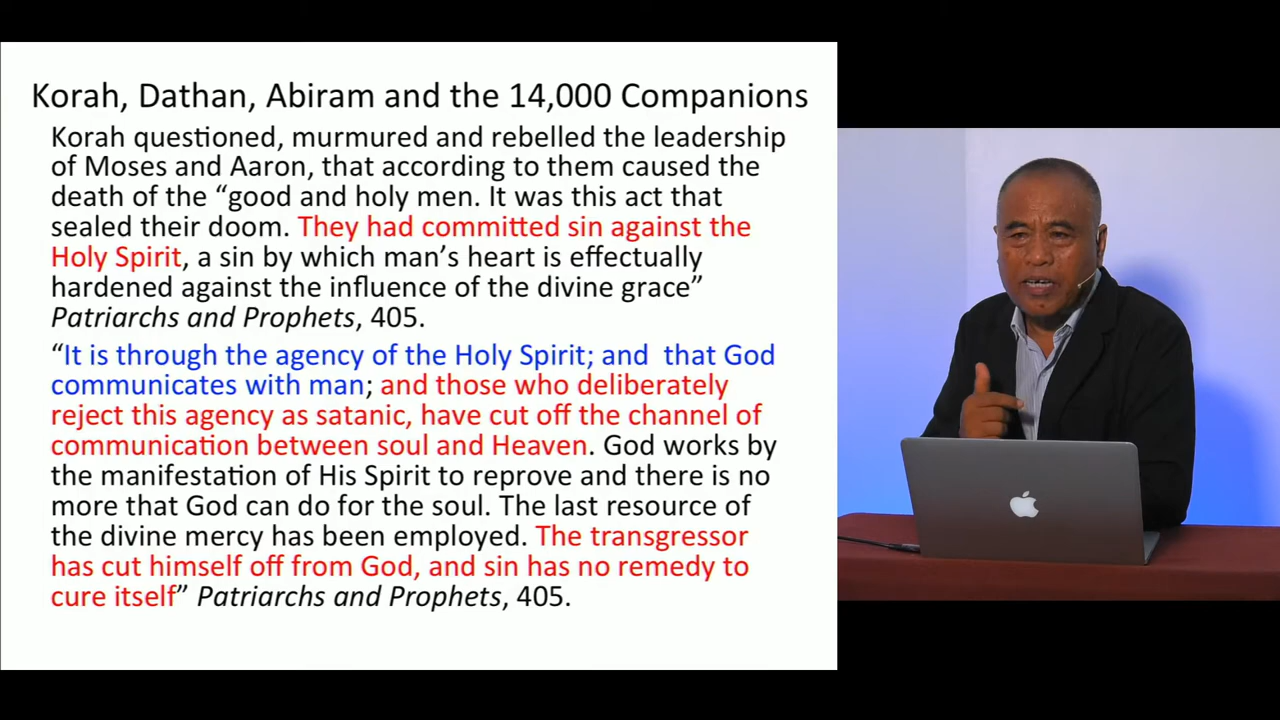 Korah, Dathan, Abiram and the 14,000 Companions
Korah questioned, murmured and rebelled the leadership
of Moses and Aaron, that according to them caused the
death of the “good and holy men. It was this act that
sealed their doom. They had committed sin against the
Holy Spirit, a sin by which man’s heart is effectually
hardened against the influence of the divine grace”
Patriarchs and Prophets, 405.
“It is through the agency of the Holy Spirit; and  that God
communicates with man; and those who deliberately
reject this agency as satanic, have cut off the channel of
communication between soul and Heaven. God works by
the manifestation of His Spirit to reprove and there is no
more that God can do for the soul. The last resource of
the divine mercy has been employed. The transgressor
has cut himself off from God, and sin has no remedy to
cure itself” Patriarchs and Prophets, 405.